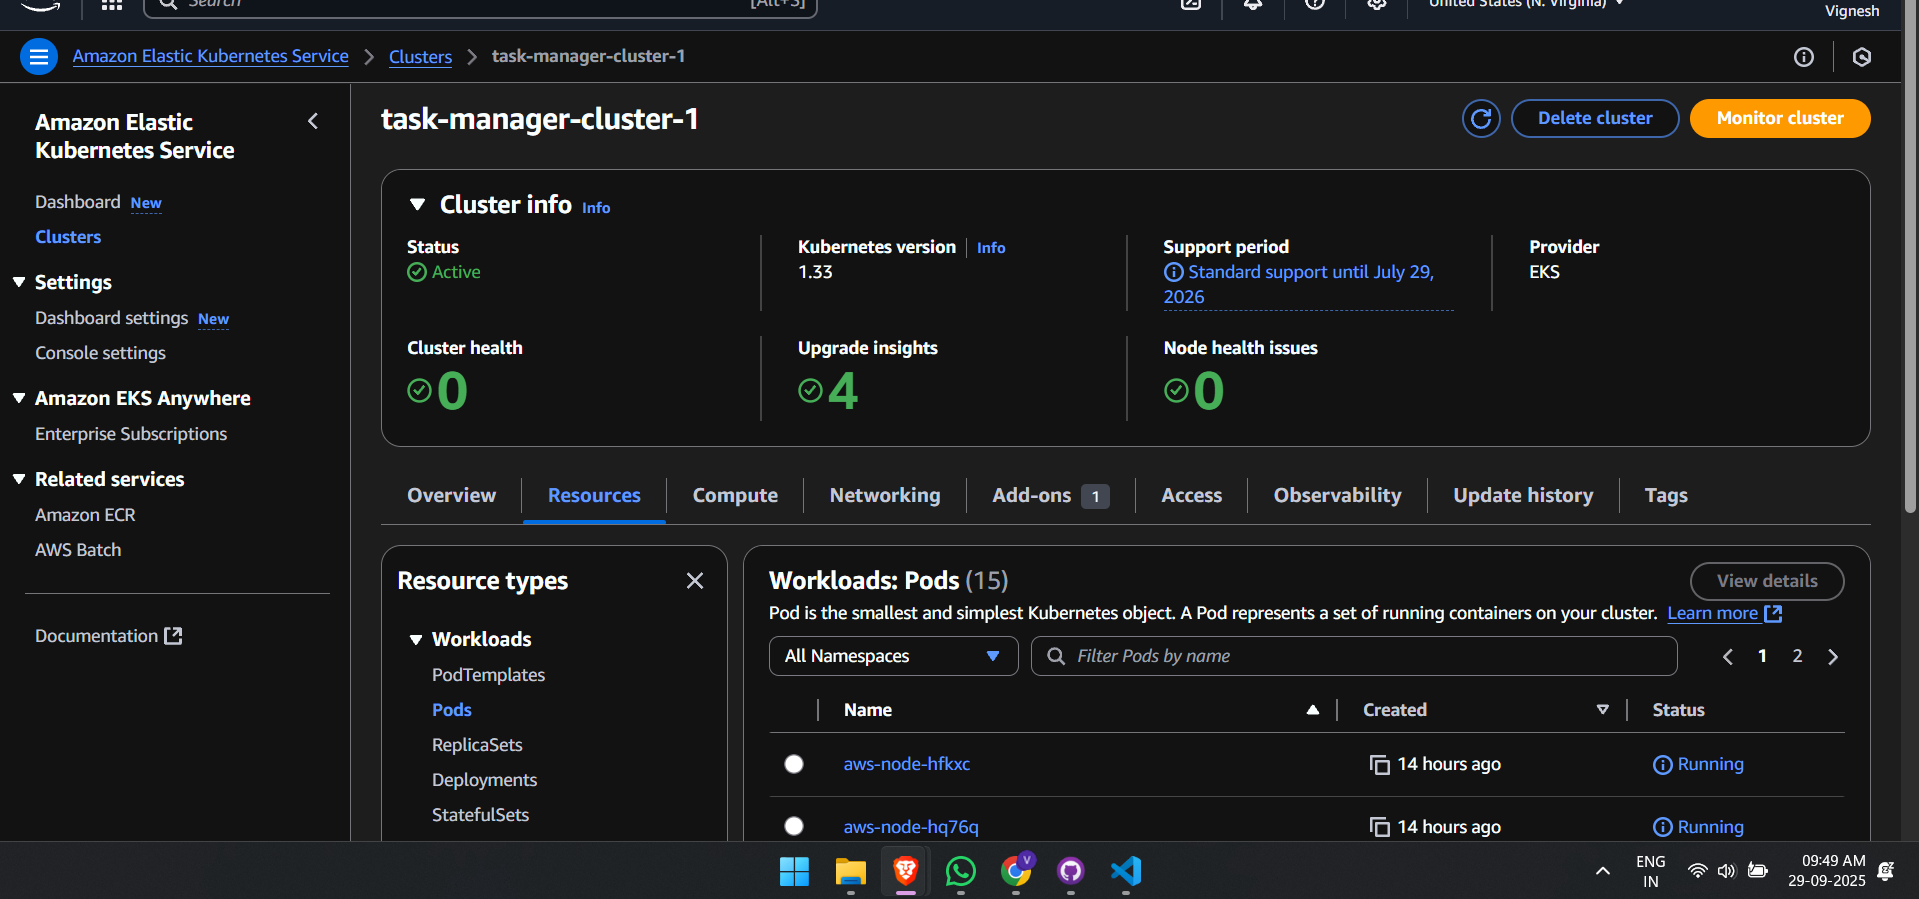 Search
[Alt+S]
United States (N. Virginia)
Vignesh
Amazon Elastic Kubernetes Service
Clusters
task-manager-cluster-1
Amazon Elastic
Kubernetes Service
Dashboard New
Clusters
Settings
Dashboard settings New
Console settings
Amazon EKS Anywhere
Enterprise Subscriptions
Related services
Amazon ECR
AWS Batch
Documentation
task-manager-cluster-1
Delete cluster
Monitor cluster
Cluster info Info
Status
Active
Kubernetes version Info
1.33
Support period
Standard support until July 29,
2026
Provider
EKS
Cluster health
0
Upgrade insights
4
Node health issues
0
Overview
Resources
Compute
Networking
Add-ons 1
Access
Observability
Update history
Tags
Resource types
Workloads
PodTemplates
Pods
ReplicaSets
Deployments
StatefulSets
Workloads: Pods (15)
View details
Pod is the smallest and simplest Kubernetes object. A Pod represents a set of running containers on your cluster. Learn more
All Namespaces
Filter Pods by name
1 2
Name Created Status
aws-node-hfkxc 14 hours ago Running
aws-node-hq76q 14 hours ago Running
V
ENG
IN
09:49 AM
29-09-2025